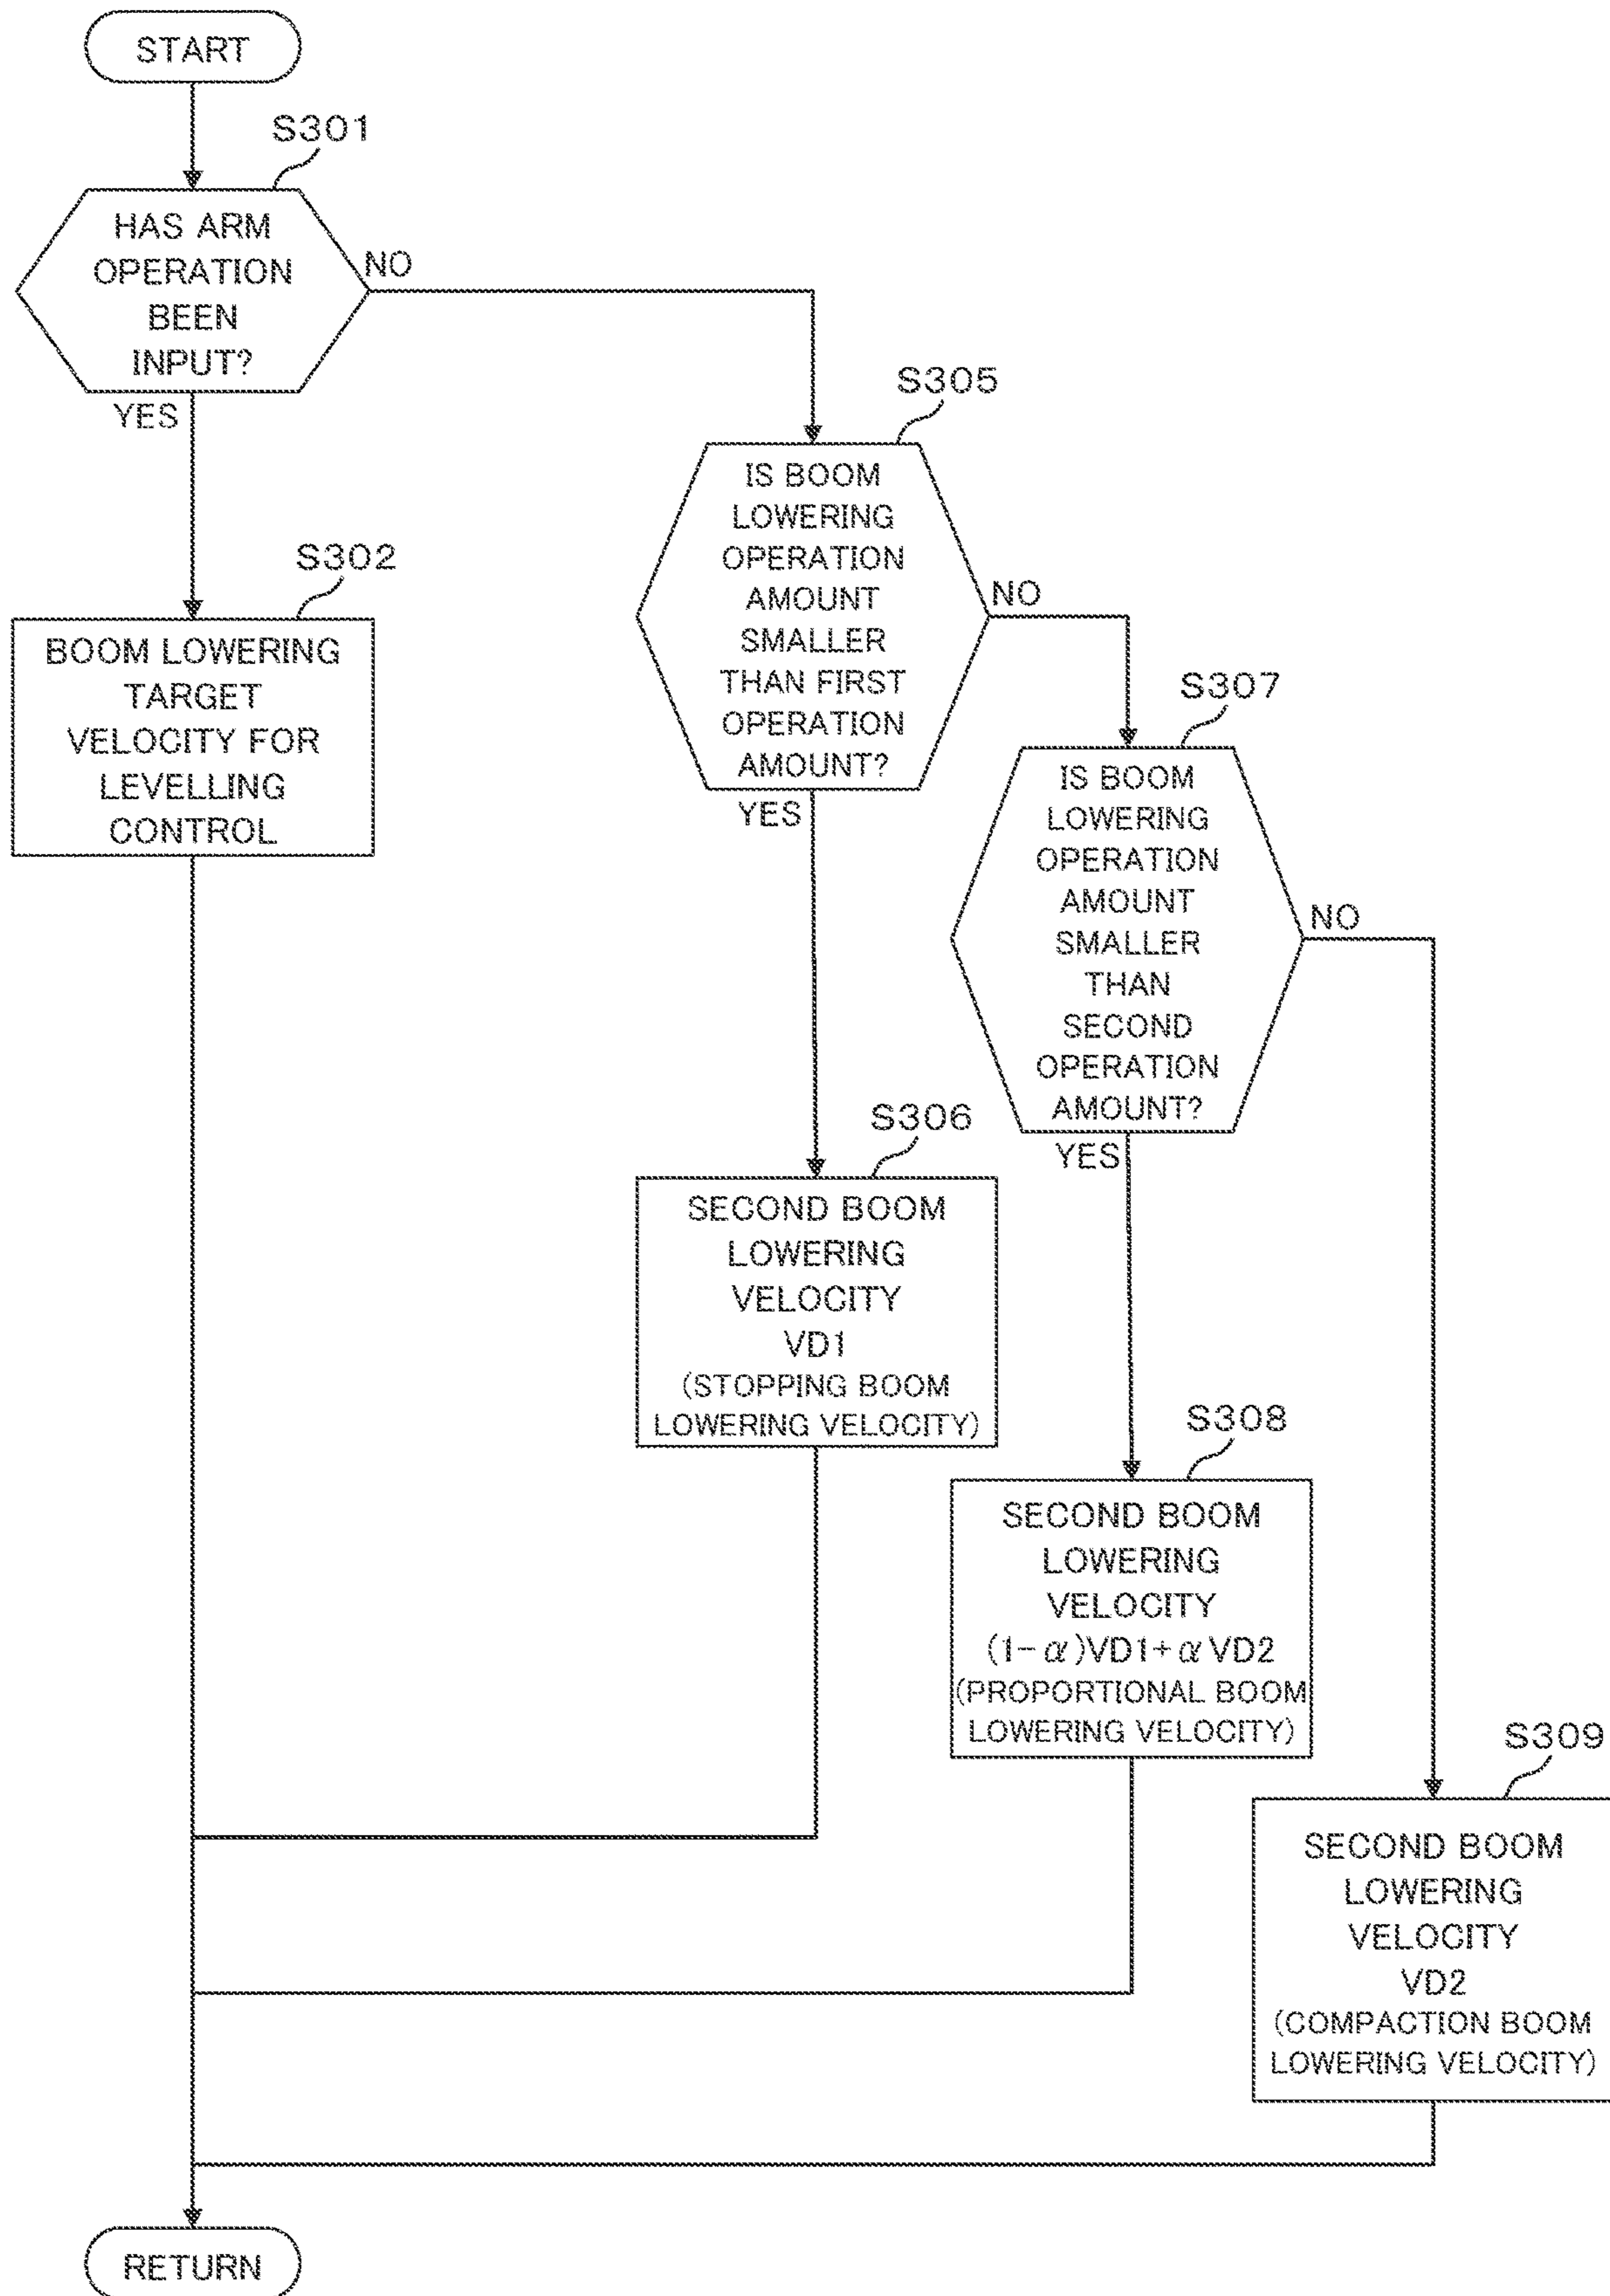 START
S301
HAS ARM
OPERATION
BEEN
INPUT?
NO
YES
S302
BOOM LOWERING
TARGET
VELOCITY FOR
LEVELLING
CONTROL
S305
IS BOOM
LOWERING
OPERATION
AMOUNT
SMALLER
THAN FIRST
OPERATION
AMOUNT?
NO
YES
S306
SECOND BOOM
LOWERING
VELOCITY
VD1
(STOPPING BOOM
LOWERING VELOCITY)
S307
IS BOOM
LOWERING
OPERATION
AMOUNT
SMALLER
THAN
SECOND
OPERATION
AMOUNT?
NO
YES
S308
SECOND BOOM
LOWERING
VELOCITY
(1-α)VD1+αVD2
(PROPORTIONAL BOOM
LOWERING VELOCITY)
S309
SECOND BOOM
LOWERING
VELOCITY
VD2
(COMPACTION BOOM
LOWERING VELOCITY)
RETURN